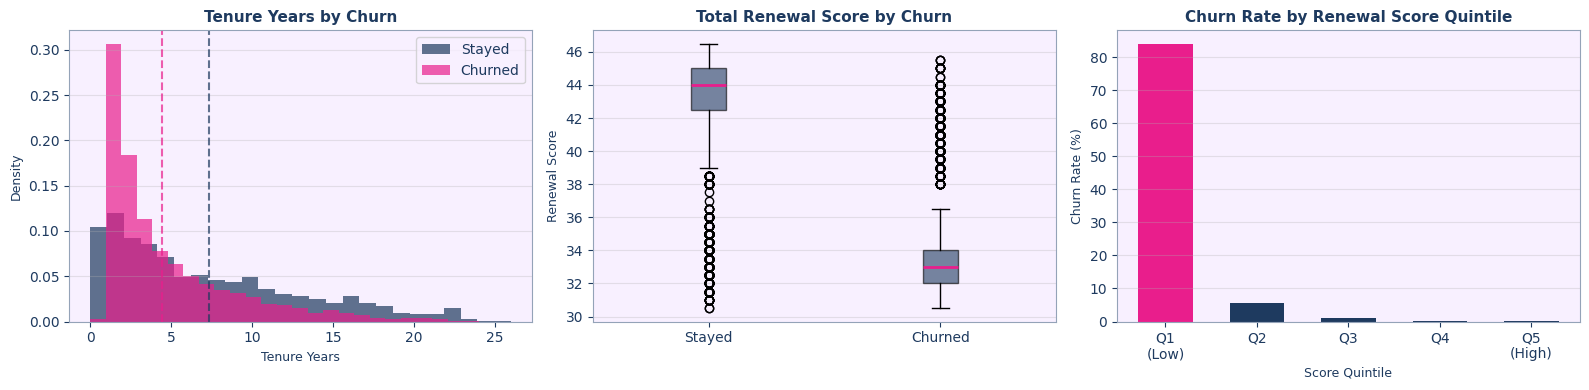 Tenure Years by Churn
Stayed
Churned
0.30
0.25
0.20
0.15
0.10
0.05
0.00
Density
0 5 10 15 20 25
Tenure Years
Total Renewal Score by Churn
46
44
42
40
38
36
34
32
30
Renewal Score
Stayed Churned
Churn Rate by Renewal Score Quintile
80
70
60
50
40
30
20
10
0
Churn Rate (%)
Q1 Q2 Q3 Q4 Q5
(Low) (High)
Score Quintile